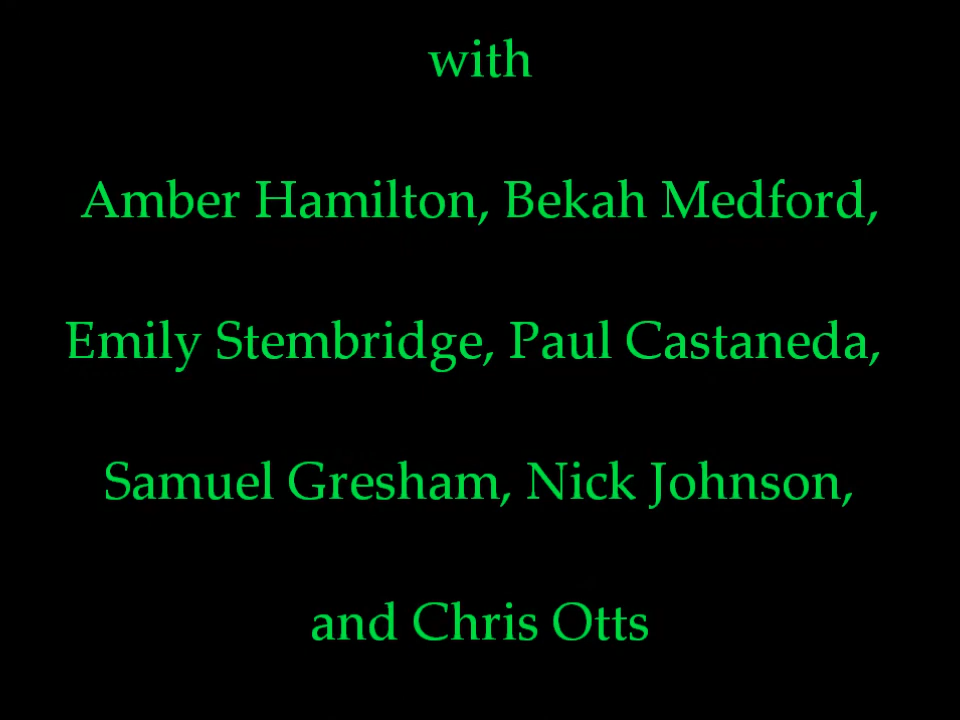 with
Amber Hamilton, Bekah Medford,
Emily Stembridge, Paul Castaneda,
Samuel Gresham, Nick Johnson,
and Chris Otts